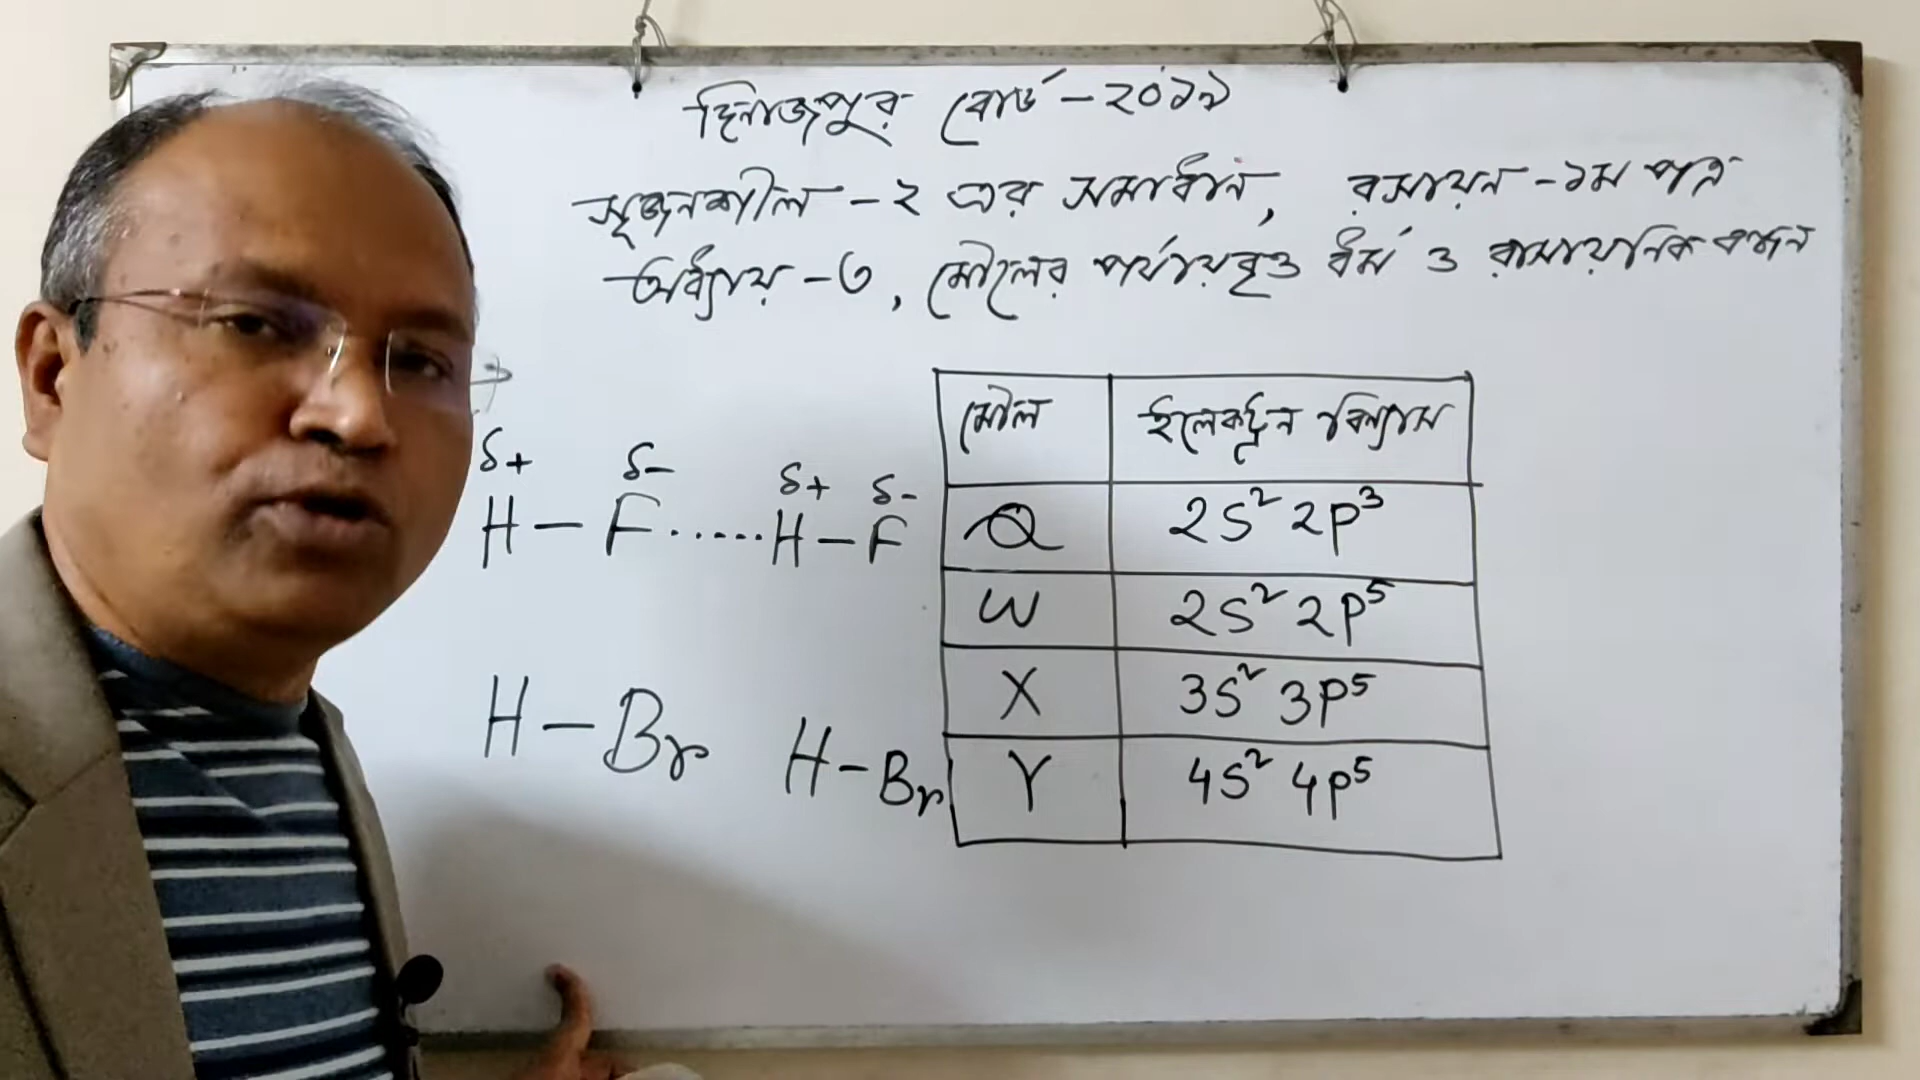 দিনাজপুর বোর্ড - ২০১৯
সৃজনশীল - ২ এর সমাধান, রসায়ন - ১ম পত্র
অধ্যায় - ৩, মৌলের পর্যায়বৃত্ত ধর্ম ও রাসায়নিক বন্ধন
মৌল ইলেকট্রন বিন্যাস
Q 2S² 2P³
W 2S² 2P⁵
X 3S² 3P⁵
Y 4S² 4P⁵
δ+ δ- δ+ δ-
H - F ...... H - F
H - Br H - Br